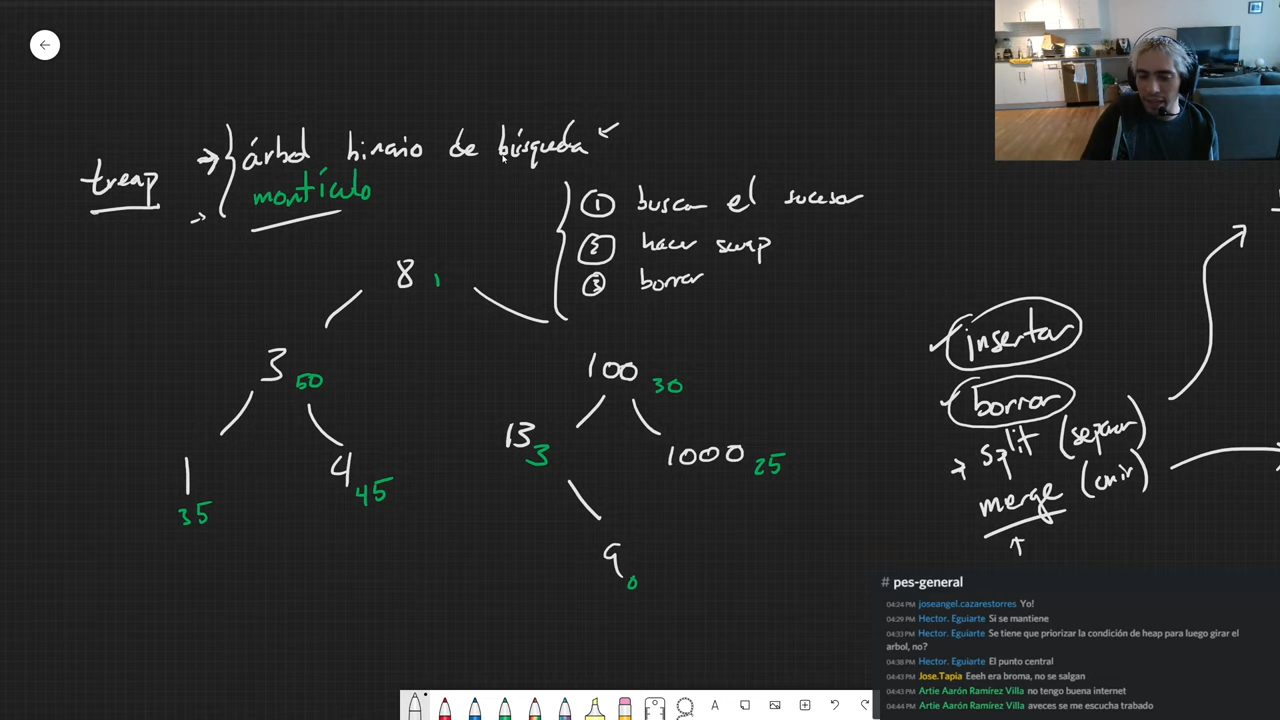 treap
árbol binario de búsqueda
montículo
① buscar el sucesor
② hacer swap
③ borrar
8 1
3 50
100 30
13 3
1000 25
1 35
4 45
9 0
insertar
borrar
split (separar)
merge (unir)
# pes-general
04:24 PM joseangel.cazarestorres Yo!
04:29 PM Hector. Eguiarte Si se mantiene
04:33 PM Hector. Eguiarte Se tiene que priorizar la condición de heap para luego girar el
arbol, no?
04:38 PM Hector. Eguiarte El punto central
04:43 PM Jose.Tapia Eeeh era broma, no se salgan
04:43 PM Artie Aarón Ramírez Villa no tengo buena internet
04:44 PM Artie Aarón Ramírez Villa aveces se me escucha trabado
A